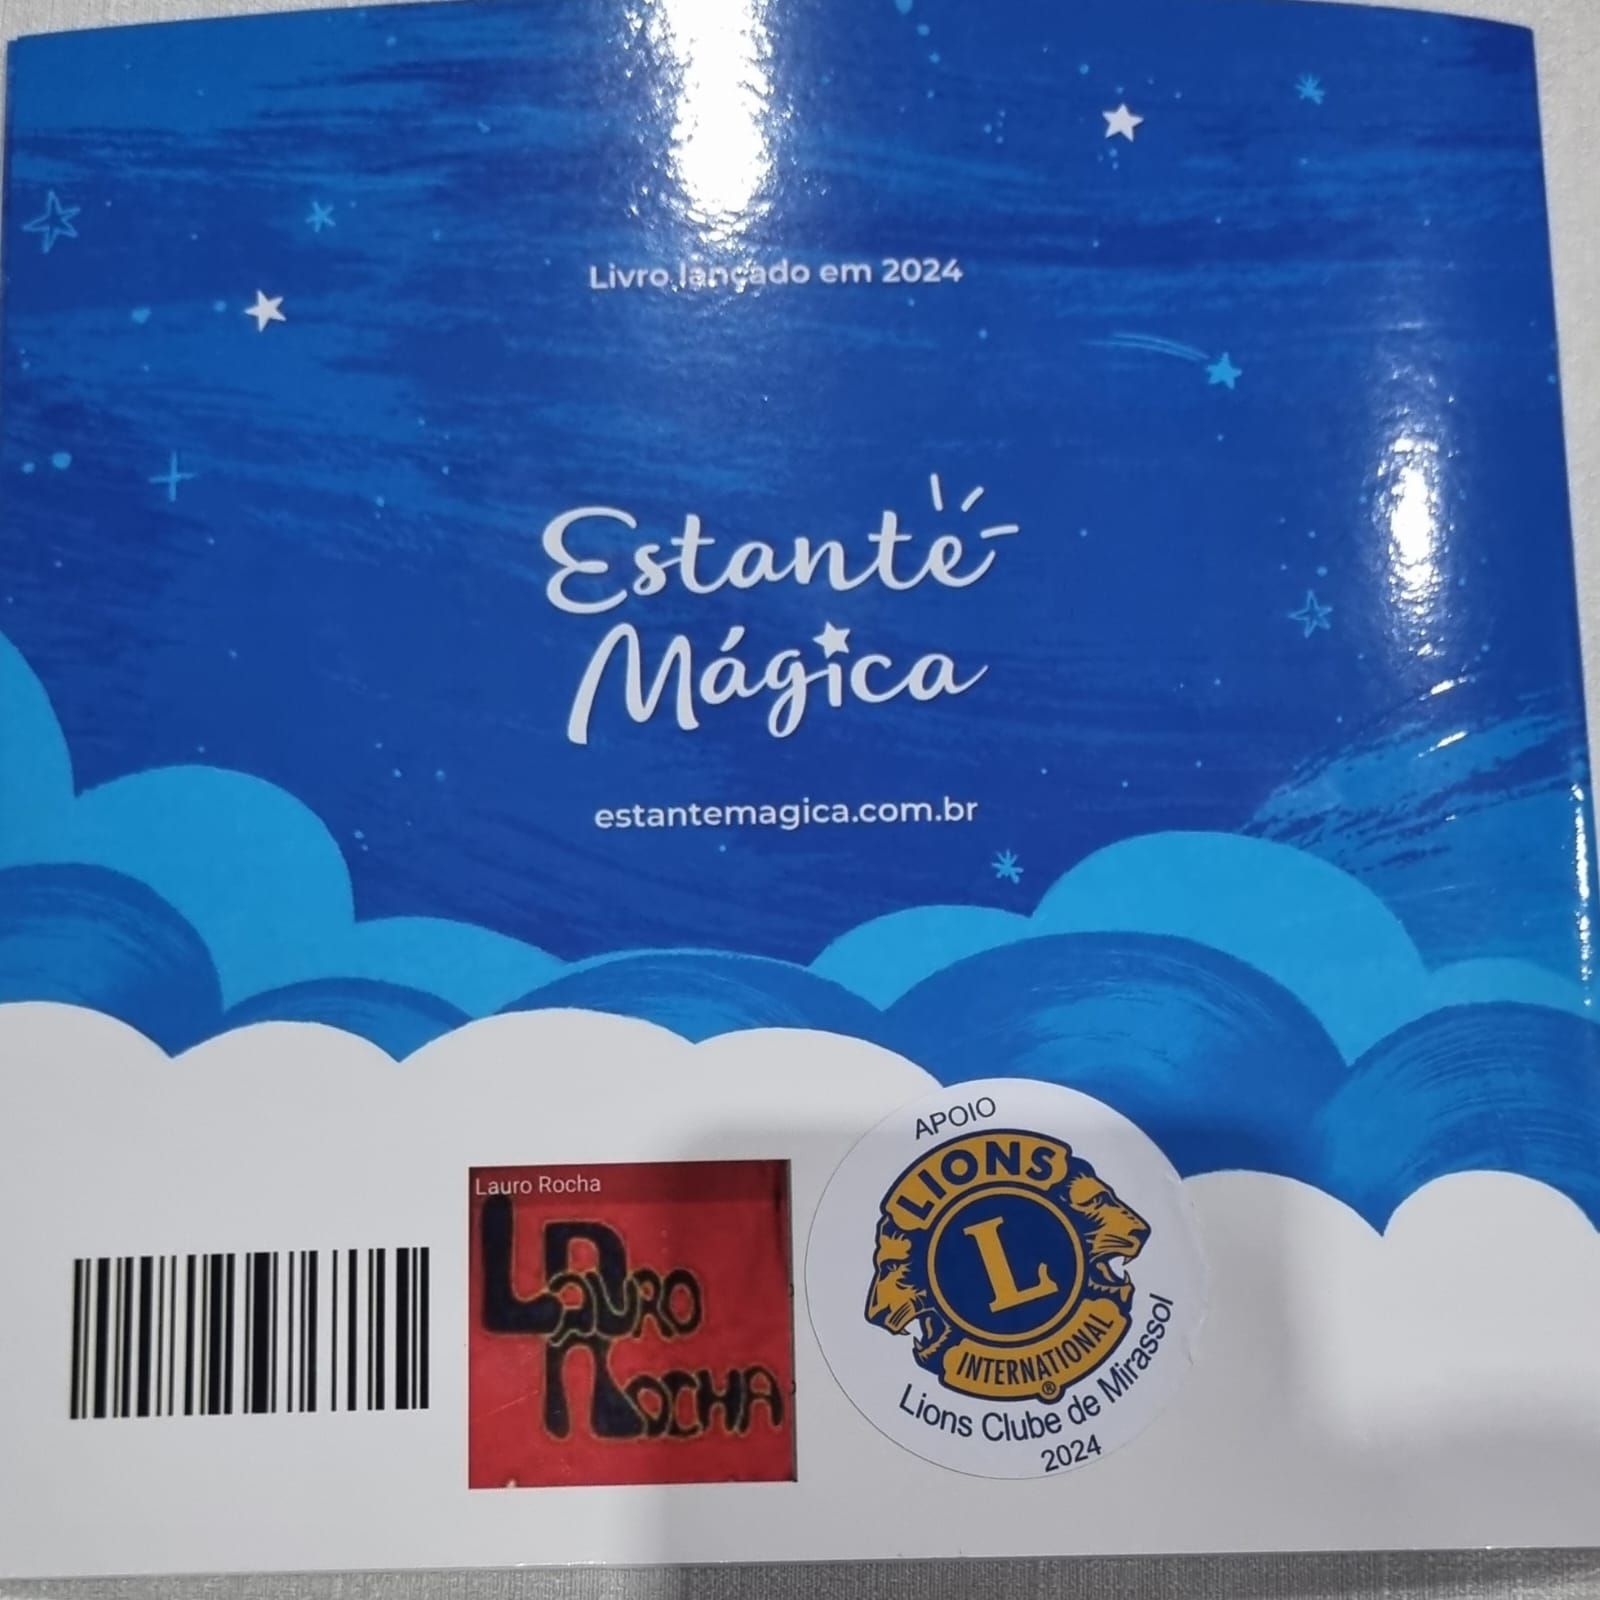 Livro lançado em 2024
Estante
Mágica
estantemagica.com.br
Lauro Rocha
LAURO
ROCHA
APOIO
LIONS
L
INTERNATIONAL
®
Lions Clube de Mirassol
2024